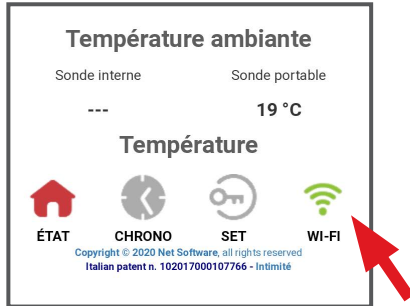 Température ambiante
Sonde interne Sonde portable
--- 19 °C
Température
ÉTAT CHRONO SET WI-FI
Copyright © 2020 Net Software, all rights reserved
Italian patent n. 102017000107766 - Intimité